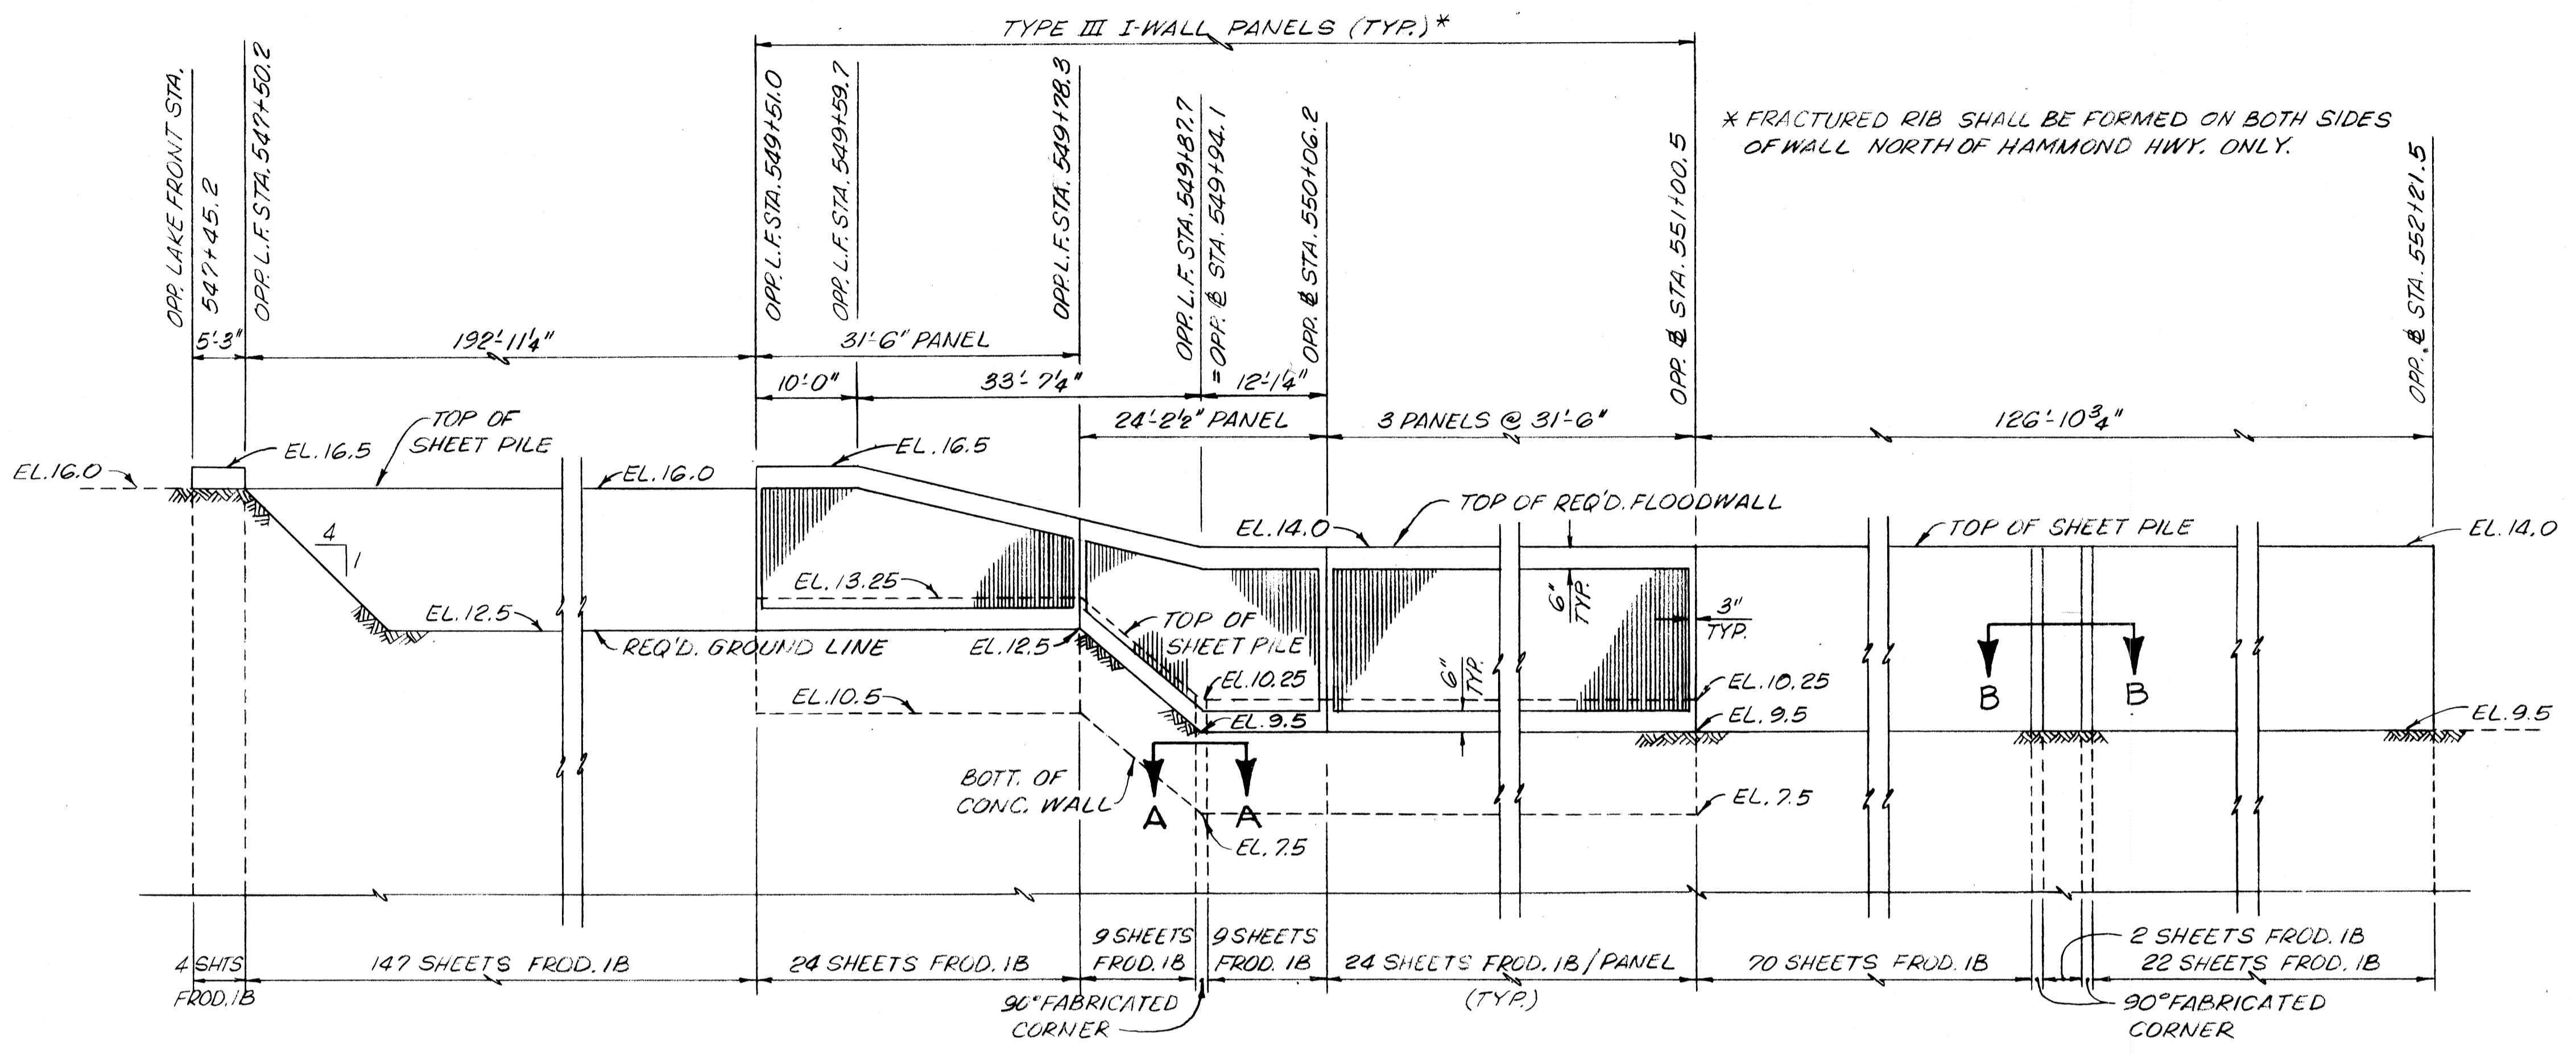 TYPE III I-WALL PANELS (TYP.)*
OPP. LAKE FRONT STA.
547+45.2
OPP. L.F. STA. 547+50.2
OPP. L.F. STA. 549+51.0
OPP. L.F. STA. 549+59.7
OPP. L.F. STA. 549+78.3
OPP. L.F. STA. 549+87.7
=OPP. ℄ STA. 549+94.1
OPP. ℄ STA. 550+06.2
OPP. ℄ STA. 551+00.5
OPP. ℄ STA. 552+21.5
* FRACTURED RIB SHALL BE FORMED ON BOTH SIDES
OF WALL NORTH OF HAMMOND HWY. ONLY.
5'-3"
192'-11¼"
31'-6" PANEL
10'-0"
33'-7¼"
12'-1¼"
24'-2½" PANEL
3 PANELS @ 31'-6"
126'-10¾"
EL.16.0
EL.16.5
TOP OF
SHEET PILE
EL.16.0
EL.16.5
EL.14.0
TOP OF REQ'D. FLOODWALL
TOP OF SHEET PILE
EL.14.0
4
1
EL.12.5
REQ'D. GROUND LINE
EL.13.25
EL.12.5
TOP OF
SHEET PILE
6"
TYP.
3"
TYP.
6"
TYP.
EL.10.25
EL.9.5
EL.10.25
EL.9.5
B
B
EL.9.5
EL.10.5
BOTT. OF
CONC. WALL
A
A
EL.7.5
EL.7.5
4 SHTS
FROD.1B
147 SHEETS FROD.1B
24 SHEETS FROD.1B
9 SHEETS
FROD.1B
9 SHEETS
FROD.1B
24 SHEETS FROD.1B/PANEL
(TYP.)
70 SHEETS FROD.1B
2 SHEETS FROD.1B
22 SHEETS FROD.1B
90° FABRICATED
CORNER
90° FABRICATED
CORNER